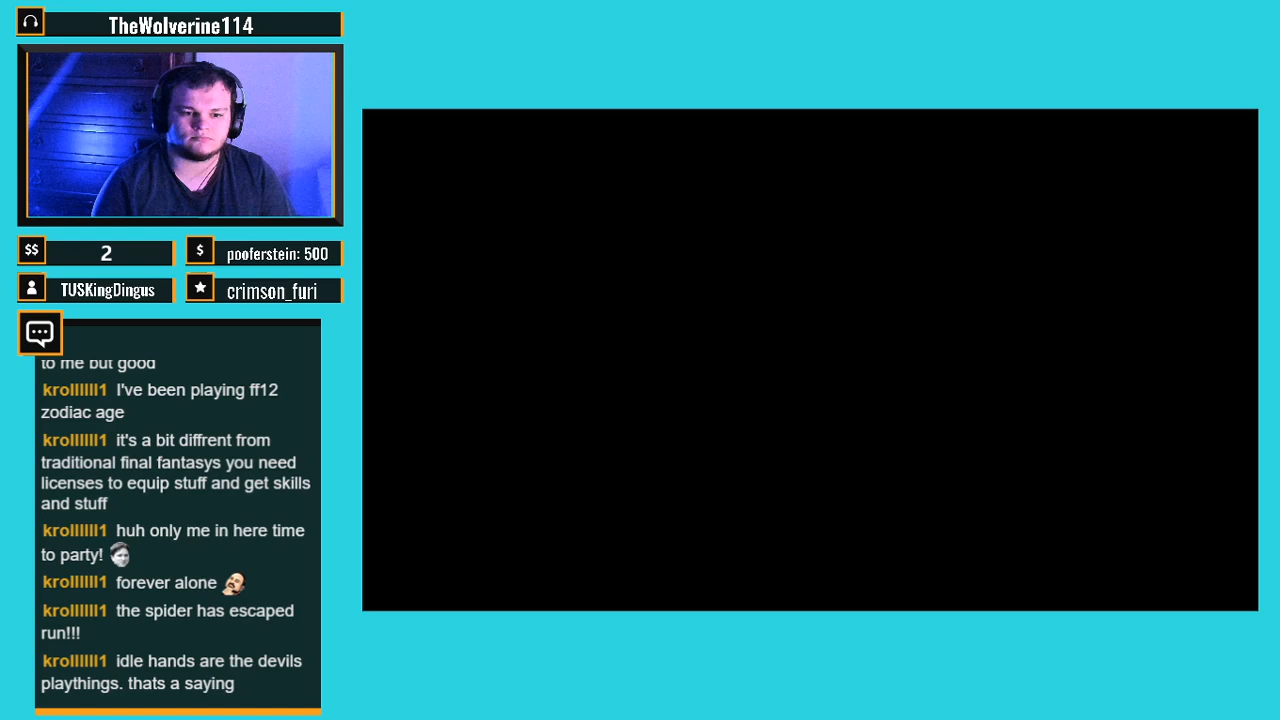 TheWolverine114
$$ 2 $ pooferstein: 500
TUSKingDingus crimson_furi
to me but good
krollllll1 I've been playing ff12
zodiac age
krollllll1 it's a bit diffrent from
traditional final fantasys you need
licenses to equip stuff and get skills
and stuff
krollllll1 huh only me in here time
to party!
krollllll1 forever alone
krollllll1 the spider has escaped
run!!!
krollllll1 idle hands are the devils
playthings. thats a saying